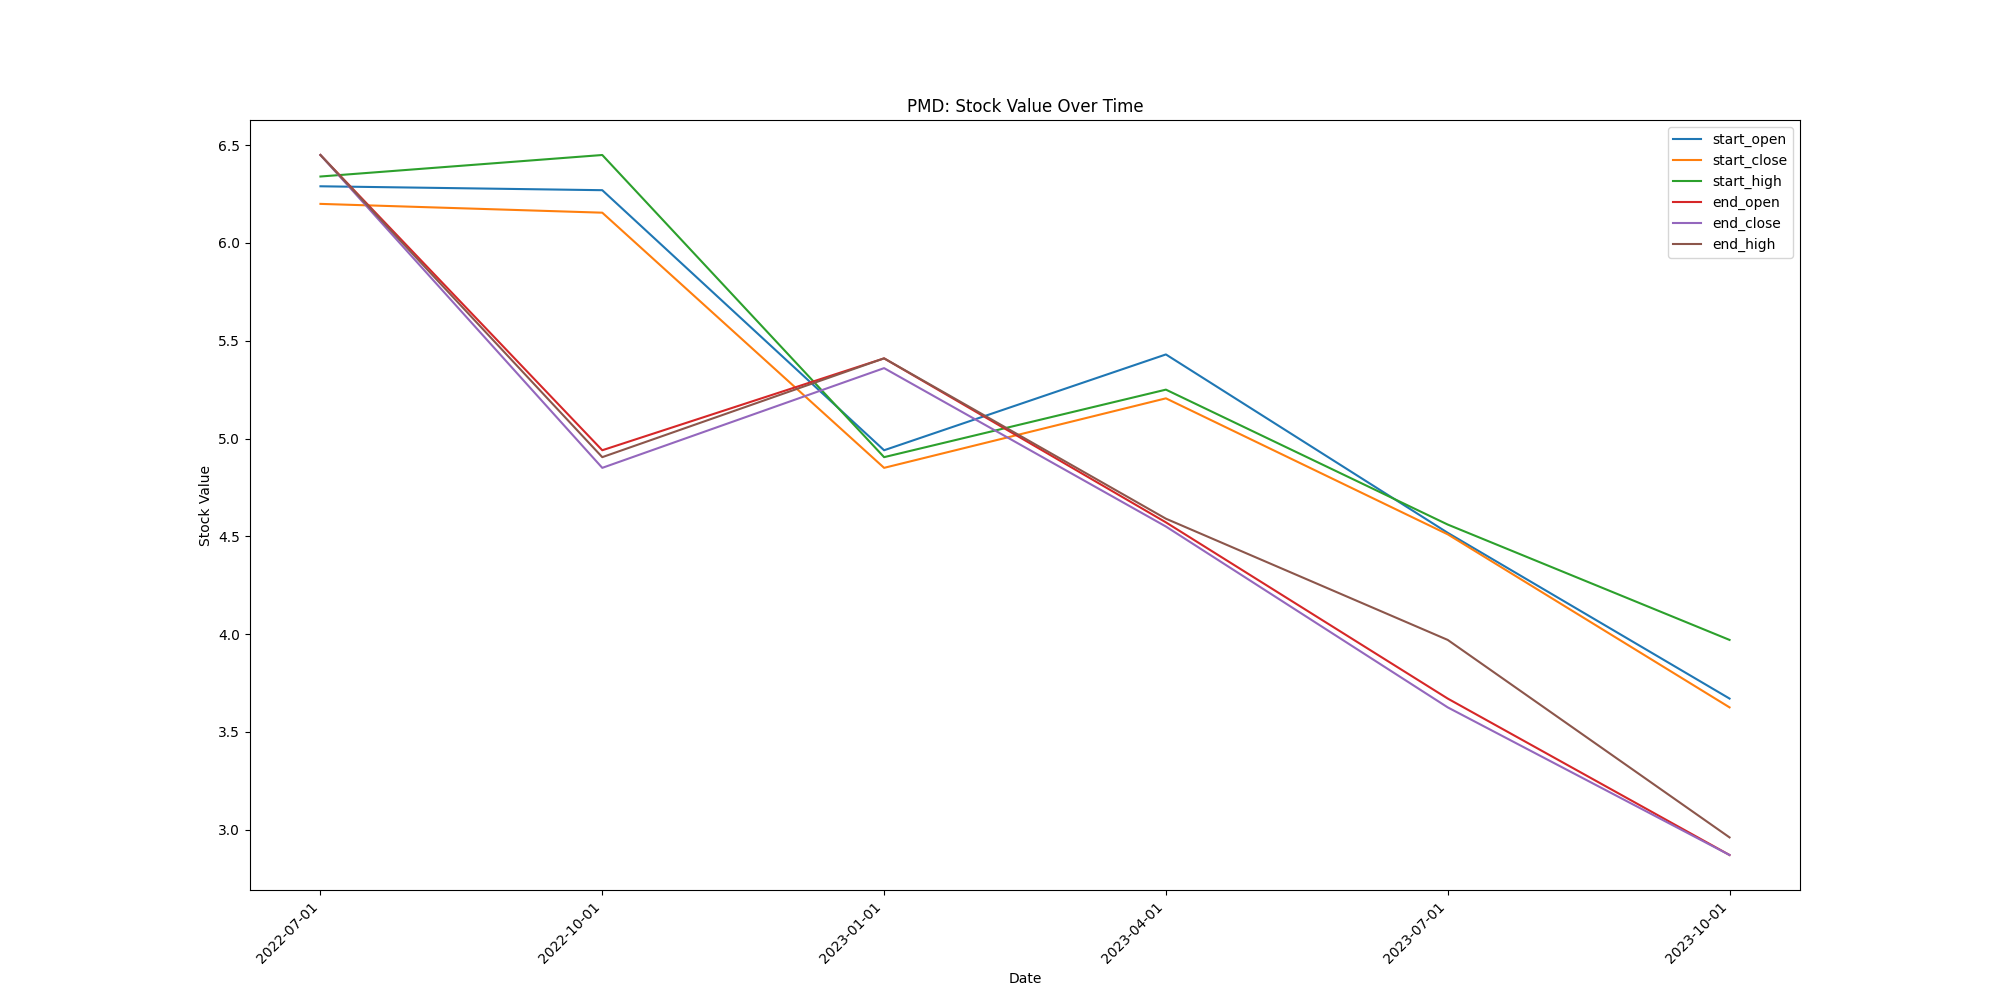 PMD: Stock Value Over Time
start_open
start_close
start_high
end_open
end_close
end_high
6.5
6.0
5.5
5.0
4.5
4.0
3.5
3.0
Stock Value
2022-07-01
2022-10-01
2023-01-01
2023-04-01
2023-07-01
2023-10-01
Date